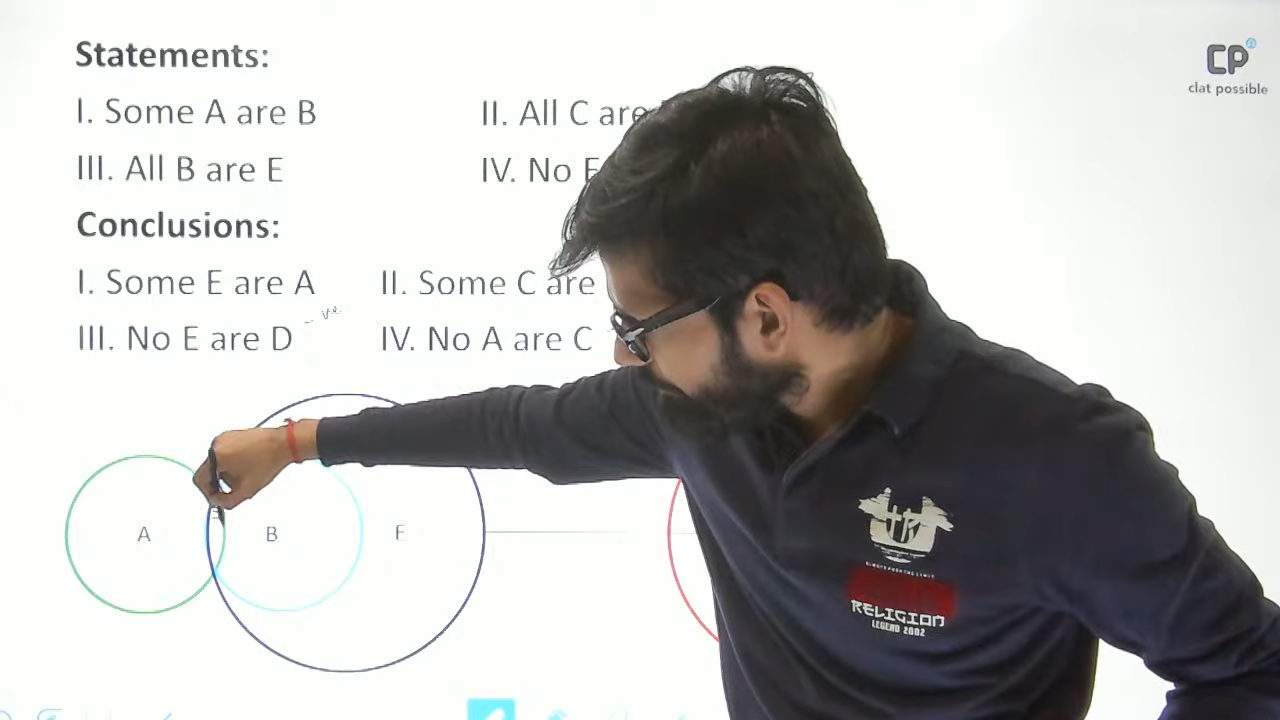 Statements:
I. Some A are B II. All C are
III. All B are E IV. No
Conclusions:
I. Some E are A II. Some C are
III. No E are D - ve IV. No A are C
A B E
CP
clat possible
RELIGION
LEGEND 2002